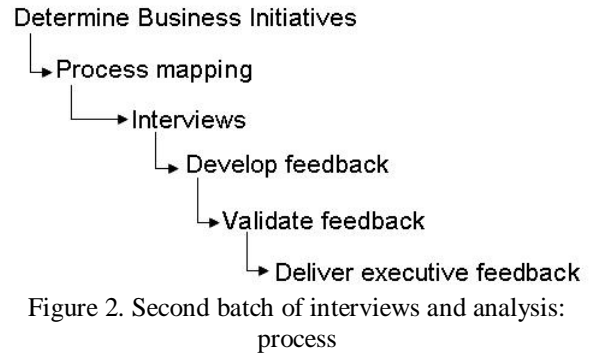 Determine Business Initiatives
Process mapping
Interviews
Develop feedback
Validate feedback
Deliver executive feedback
Figure 2. Second batch of interviews and analysis:
process